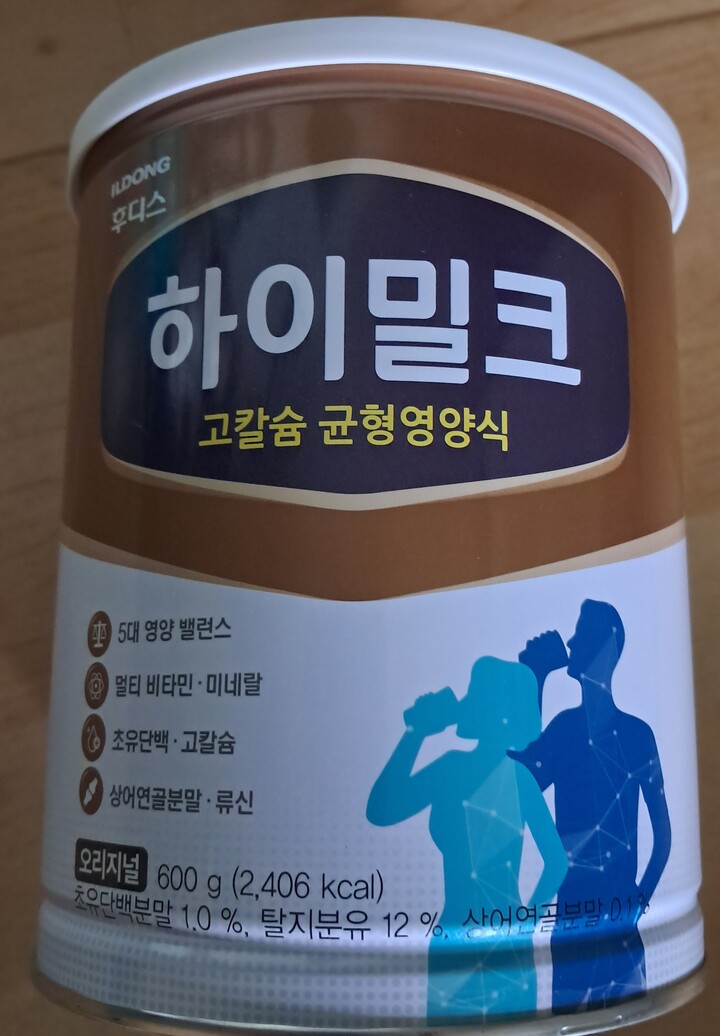 ILDONG
후디스
하이밀크
고칼슘 균형영양식
5대 영양 밸런스
멀티 비타민·미네랄
초유단백·고칼슘
상어연골분말·류신
오리지널 600 g (2,406 kcal)
초유단백분말 1.0 %, 탈지분유 12 %, 상어연골분말 0.1 %